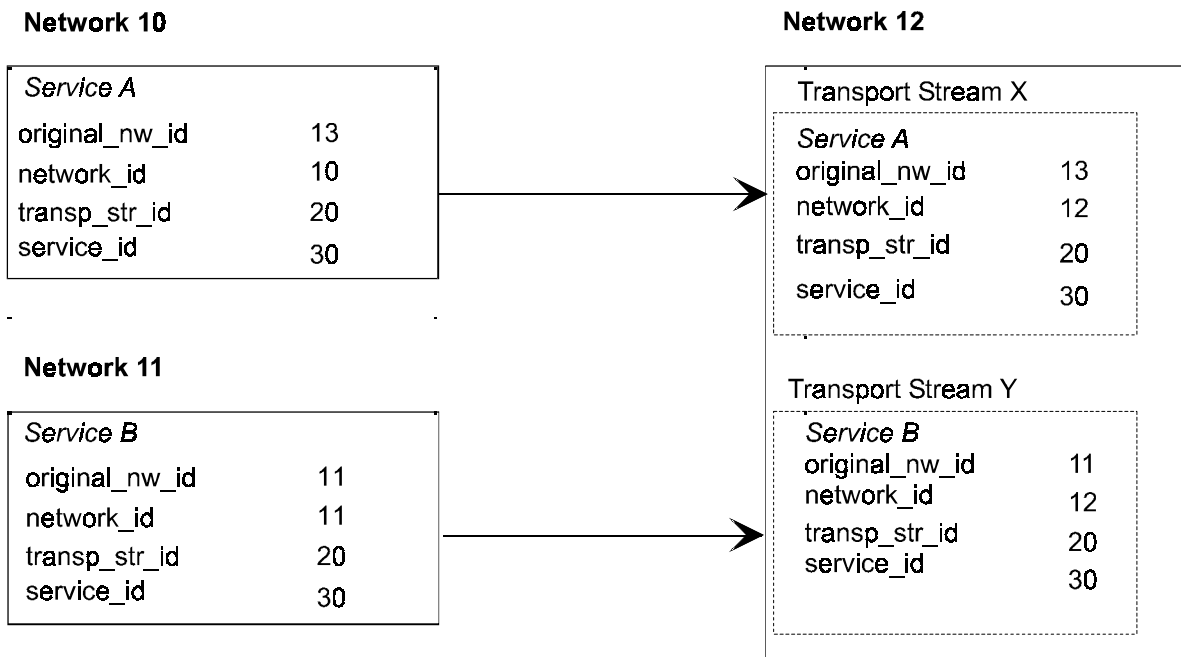 Network 10
Service A
original_nw_id 13
network_id 10
transp_str_id 20
service_id 30
Network 11
Service B
original_nw_id 11
network_id 11
transp_str_id 20
service_id 30
Network 12
Transport Stream X
Service A
original_nw_id 13
network_id 12
transp_str_id 20
service_id 30
Transport Stream Y
Service B
original_nw_id 11
network_id 12
transp_str_id 20
service_id 30